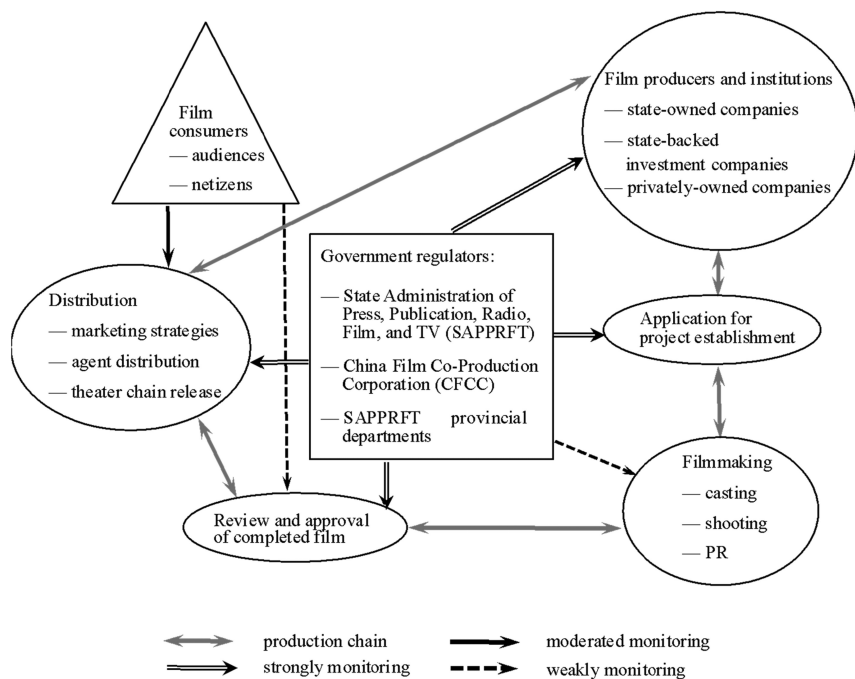 Film
consumers
— audiences
— netizens
Film producers and institutions
— state-owned companies
— state-backed
investment companies
— privately-owned companies
Government regulators:
— State Administration of
Press, Publication, Radio,
Film, and TV (SAPPRFT)
— China Film Co-Production
Corporation (CFCC)
— SAPPRFT provincial
departments
Distribution
— marketing strategies
— agent distribution
— theater chain release
Application for
project establishment
Filmmaking
— casting
— shooting
— PR
Review and approval
of completed film
production chain
moderated monitoring
strongly monitoring
weakly monitoring